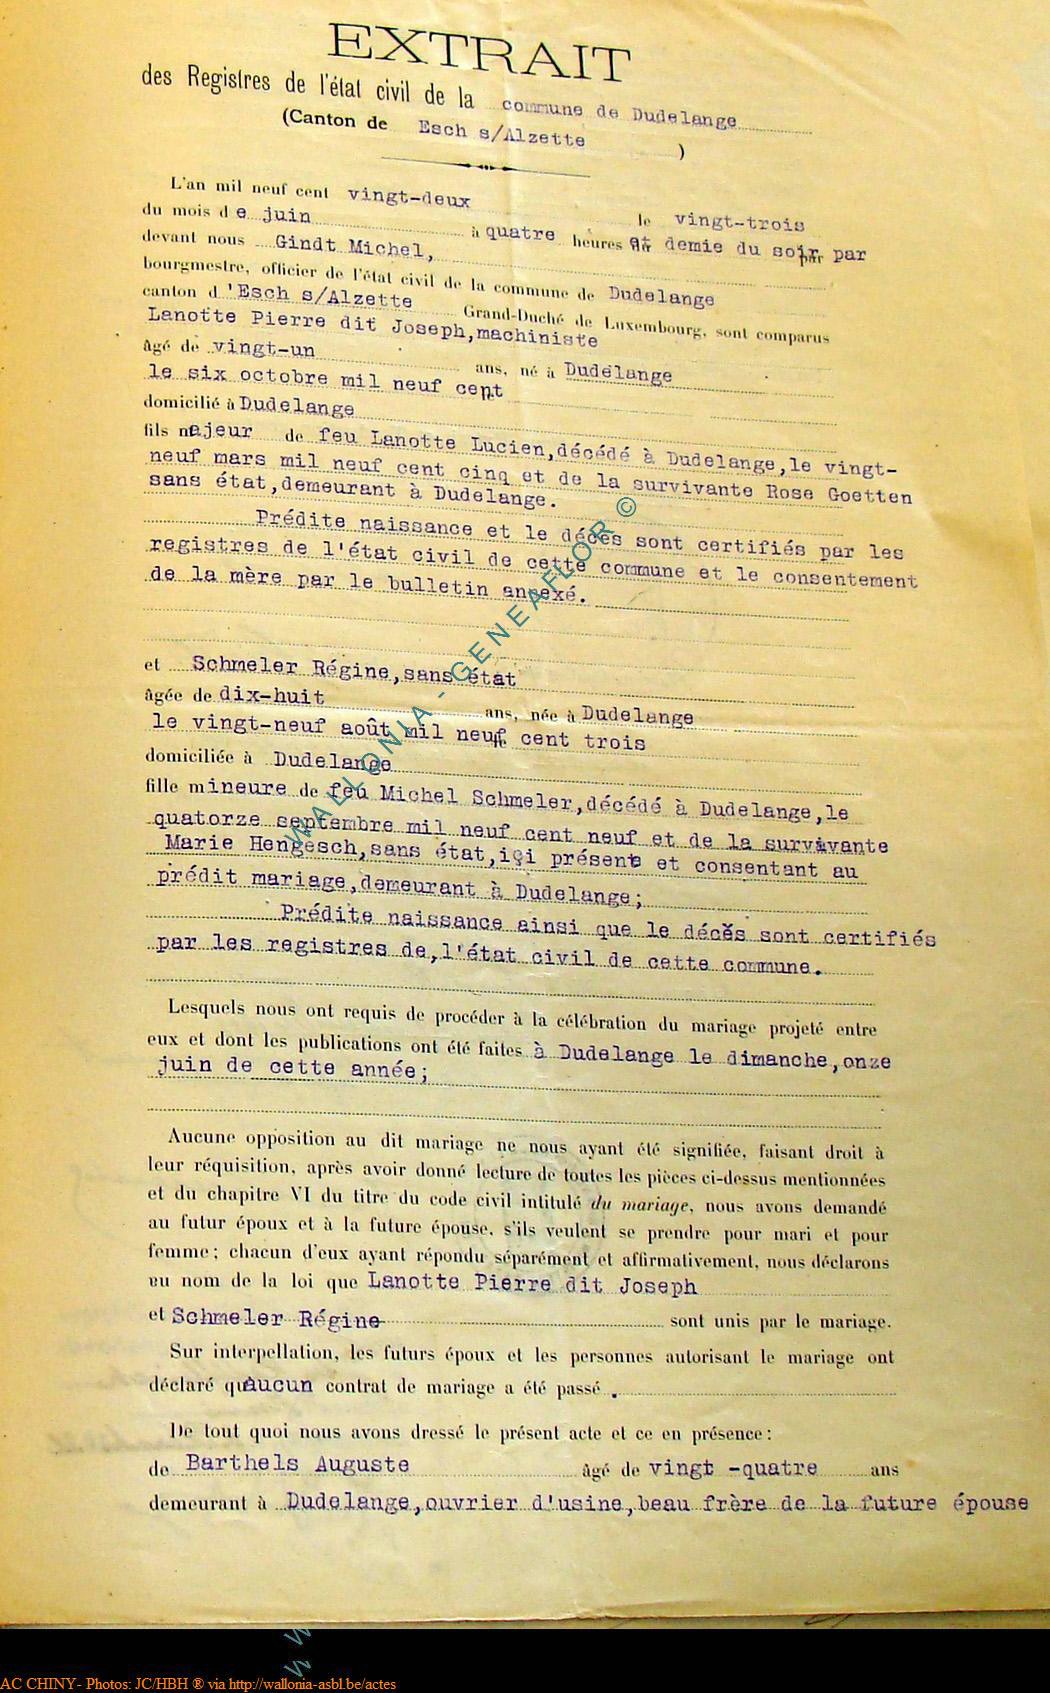 EXTRAIT
des Registres de l'état civil de la commune de Dudelange
(Canton de Esch s/Alzette )
L'an mil neuf cent vingt-deux
du mois de juin le vingt-trois
à quatre heures et demie du soir par
devant nous Gindt Michel,
bourgmestre, officier de l'état civil de la commune de Dudelange
canton d'Esch s/Alzette Grand-Duché de Luxembourg, sont comparus
Lanotte Pierre dit Joseph,machiniste
âgé de vingt-un ans, né à Dudelange
le six octobre mil neuf cent
domicilié à Dudelange
fils majeur de feu Lanotte Lucien,décédé à Dudelange,le vingt-
neuf mars mil neuf cent cinq et de la survivante Rose Goetten
sans état,demeurant à Dudelange.
Prédite naissance et le décès sont certifiés par les
registres de l'état civil de cette commune et le consentement
de la mère par le bulletin annexé.
et Schmeler Régine,sans état
âgée de dix-huit ans, née à Dudelange
le vingt-neuf août mil neuf cent trois
domiciliée à Dudelange
fille mineure de feu Michel Schmeler,décédé à Dudelange,le
quatorze septembre mil neuf cent neuf et de la survivante
Marie Hengesch,sans état,ici présente et consentant au
prédit mariage,demeurant à Dudelange;
Prédite naissance ainsi que le décès sont certifiés
par les registres de,l'état civil de cette commune.
Lesquels nous ont requis de procéder à la célébration du mariage projeté entre
eux et dont les publications ont été faites à Dudelange le dimanche,onze
juin de cette année;
Aucune opposition au dit mariage ne nous ayant été signifiée, faisant droit à
leur réquisition, après avoir donné lecture de toutes les pièces ci-dessus mentionnées
et du chapitre VI du titre du code civil intitulé du mariage, nous avons demandé
au futur époux et à la future épouse, s'ils veulent se prendre pour mari et pour
femme; chacun d'eux ayant répondu séparément et affirmativement, nous déclarons
au nom de la loi que Lanotte Pierre dit Joseph
et Schmeler Régine- sont unis par le mariage.
Sur interpellation, les futurs époux et les personnes autorisant le mariage ont
déclaré qu'aucun contrat de mariage a été passé .
De tout quoi nous avons dressé le présent acte et ce en présence:
de Barthels Auguste âgé de vingt -quatre ans
demeurant à Dudelange,ouvrier d'usine,beau frère de la future épouse
WALLONIA - GENEAFLOR ©
W W
AC CHINY- Photos: JC/HBH ® via http://wallonia-asbl.be/actes